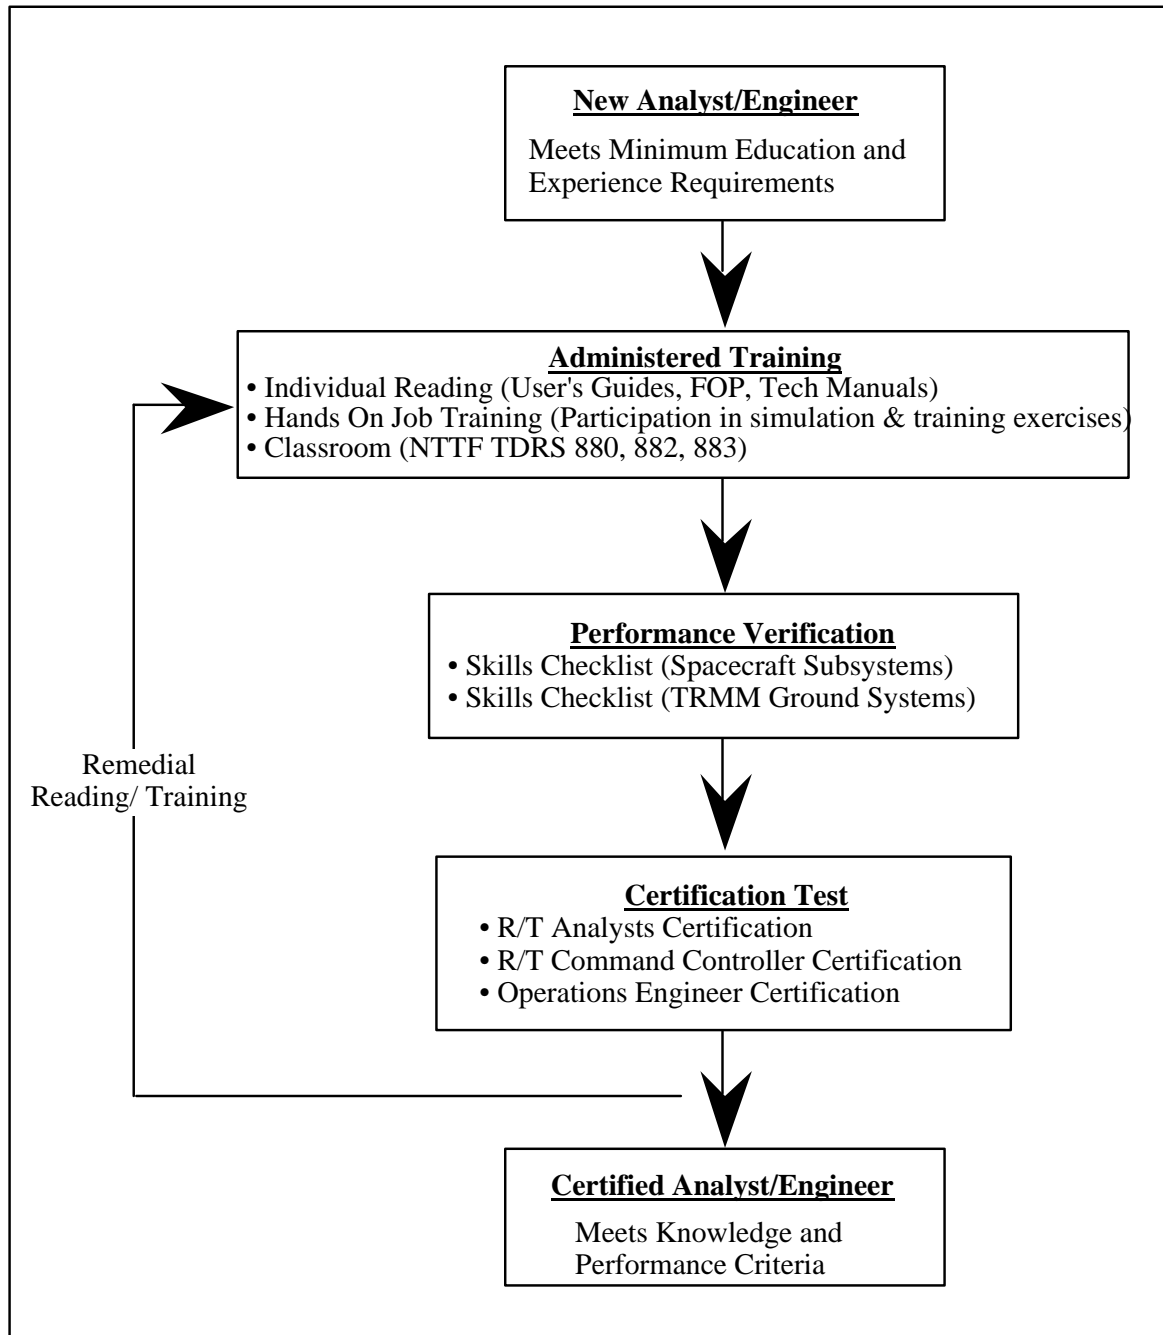 New Analyst/Engineer
Meets Minimum Education and
Experience Requirements
Administered Training
• Individual Reading (User's Guides, FOP, Tech Manuals)
• Hands On Job Training (Participation in simulation & training exercises)
• Classroom (NTTF TDRS 880, 882, 883)
Performance Verification
• Skills Checklist (Spacecraft Subsystems)
• Skills Checklist (TRMM Ground Systems)
Remedial
Reading/ Training
Certification Test
• R/T Analysts Certification
• R/T Command Controller Certification
• Operations Engineer Certification
Certified Analyst/Engineer
Meets Knowledge and
Performance Criteria